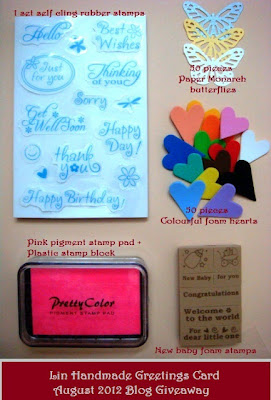 1 set self cling rubber stamps
Hello
Best
Wishes
Just for
you
Thinking
of you
Sorry
Get
Well Soon
Happy
Day!
thank
you
Happy Birthday!
10 pieces
Paper Monarch
butterflies
30 pieces
Colourful foam hearts
Pink pigment stamp pad +
Plastic stamp block
PrettyColor
PIGMENT STAMP PAD
New Baby
for you
Congratulations
Welcome
to the world
For a
dear little one
New baby foam stamps
Lin Handmade Greetings Card
August 2012 Blog Giveaway